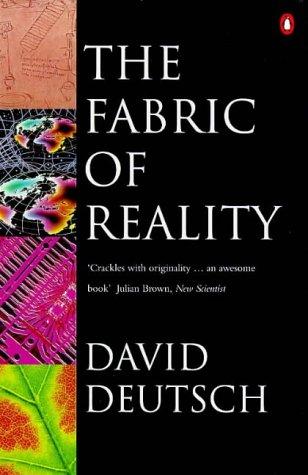 THE
FABRIC
OF
REALITY
'Crackles with originality ... an awesome
book' Julian Brown, New Scientist
DAVID
DEUTSCH